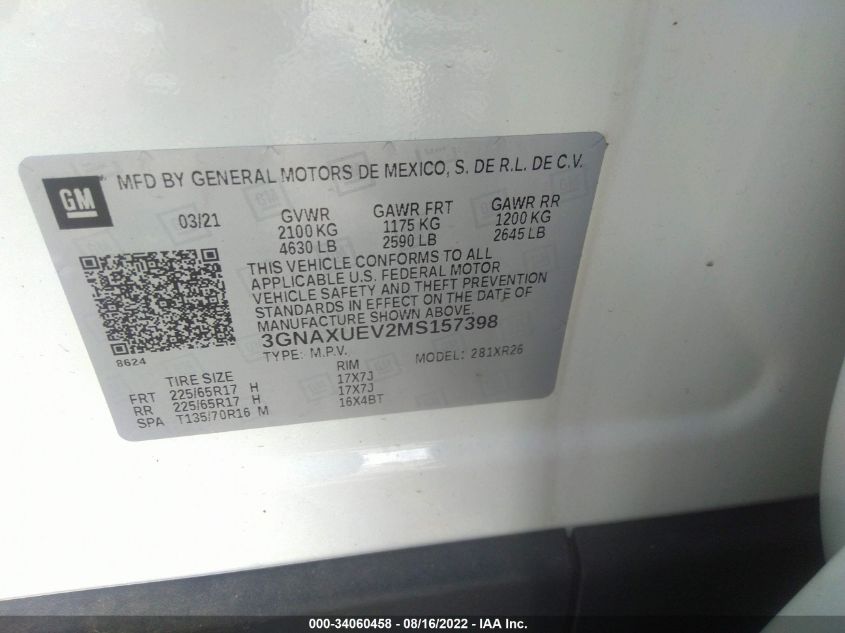 GM
MFD BY GENERAL MOTORS DE MEXICO, S. DE R.L. DE C.V.
03/21 GVWR GAWR FRT GAWR RR
2100 KG 1175 KG 1200 KG
4630 LB 2590 LB 2645 LB
THIS VEHICLE CONFORMS TO ALL
APPLICABLE U.S. FEDERAL MOTOR
VEHICLE SAFETY AND THEFT PREVENTION
STANDARDS IN EFFECT ON THE DATE OF
MANUFACTURE SHOWN ABOVE.
3GNAXUEV2MS157398
8624 TYPE: M.P.V. MODEL: 281XR26
TIRE SIZE RIM
FRT 225/65R17 H 17X7J
RR 225/65R17 H 17X7J
SPA T135/70R16 M 16X4BT
000-34060458 - 08/16/2022 - IAA Inc.